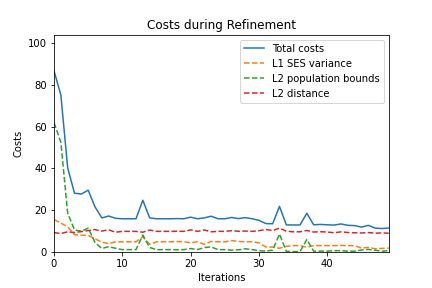 Costs during Refinement
100
80
60
40
20
0
Costs
Total costs
L1 SES variance
L2 population bounds
L2 distance
0 10 20 30 40
Iterations